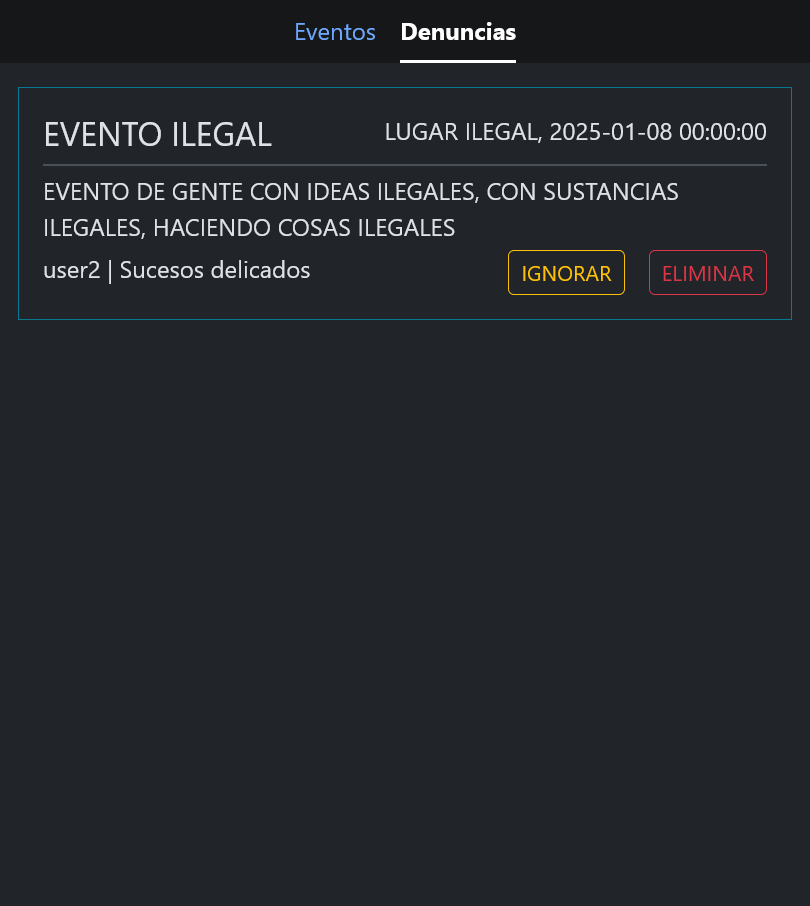 Eventos Denuncias
EVENTO ILEGAL
LUGAR ILEGAL, 2025-01-08 00:00:00
EVENTO DE GENTE CON IDEAS ILEGALES, CON SUSTANCIAS
ILEGALES, HACIENDO COSAS ILEGALES
user2 | Sucesos delicados
IGNORAR
ELIMINAR